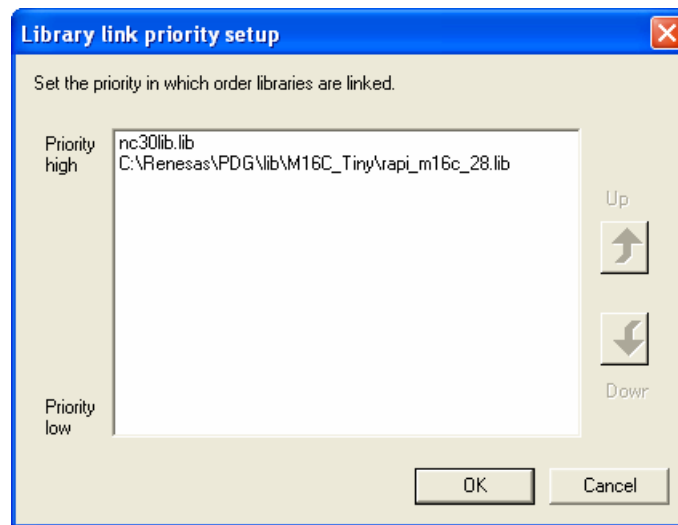 Library link priority setup
Set the priority in which order libraries are linked.
Priority
high
nc30lib.lib
C:\Renesas\PDG\lib\M16C_Tiny\rapi_m16c_28.lib
Up
Dowr
Priority
low
OK
Cancel